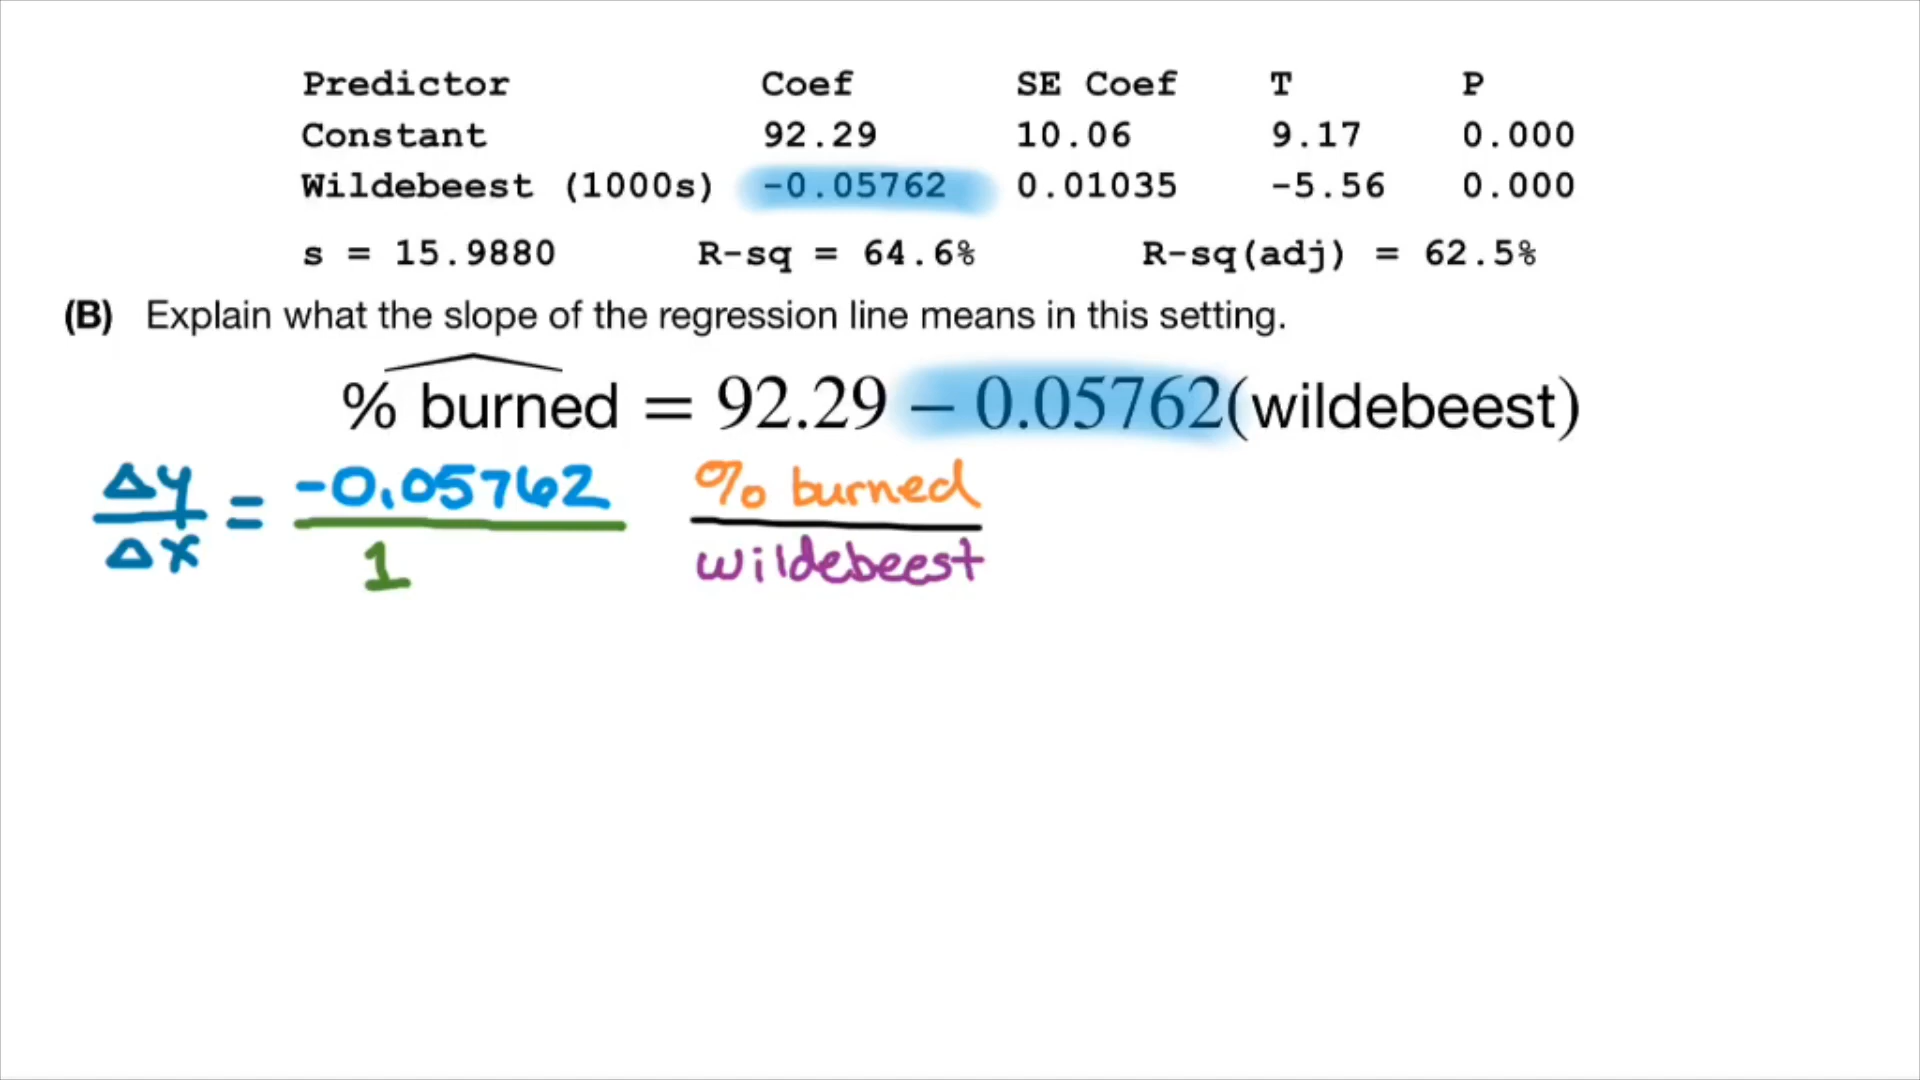 Predictor Coef SE Coef T P
Constant 92.29 10.06 9.17 0.000
Wildebeest (1000s) -0.05762 0.01035 -5.56 0.000
s = 15.9880 R-sq = 64.6% R-sq(adj) = 62.5%
(B) Explain what the slope of the regression line means in this setting.
% burned = 92.29 – 0.05762(wildebeest)
Δy/Δx = -0.05762/1 % burned/wildebeest